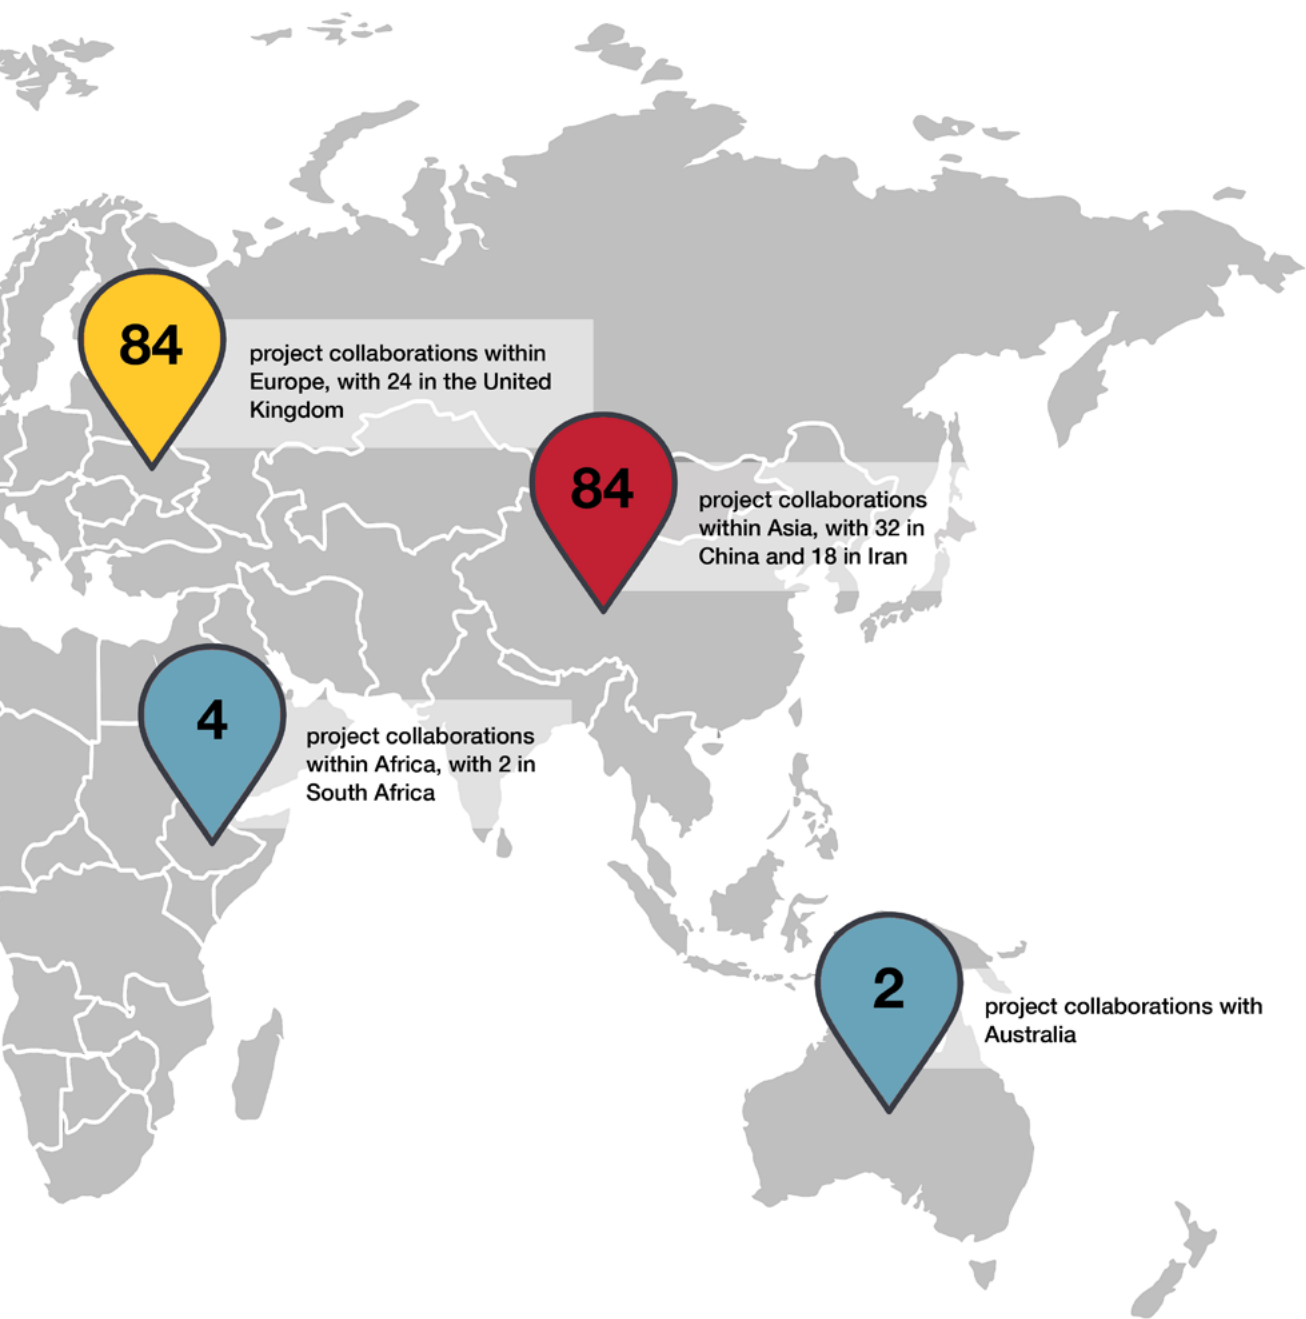 84
project collaborations within
Europe, with 24 in the United
Kingdom
84
project collaborations
within Asia, with 32 in
China and 18 in Iran
4
project collaborations
within Africa, with 2 in
South Africa
2
project collaborations with
Australia